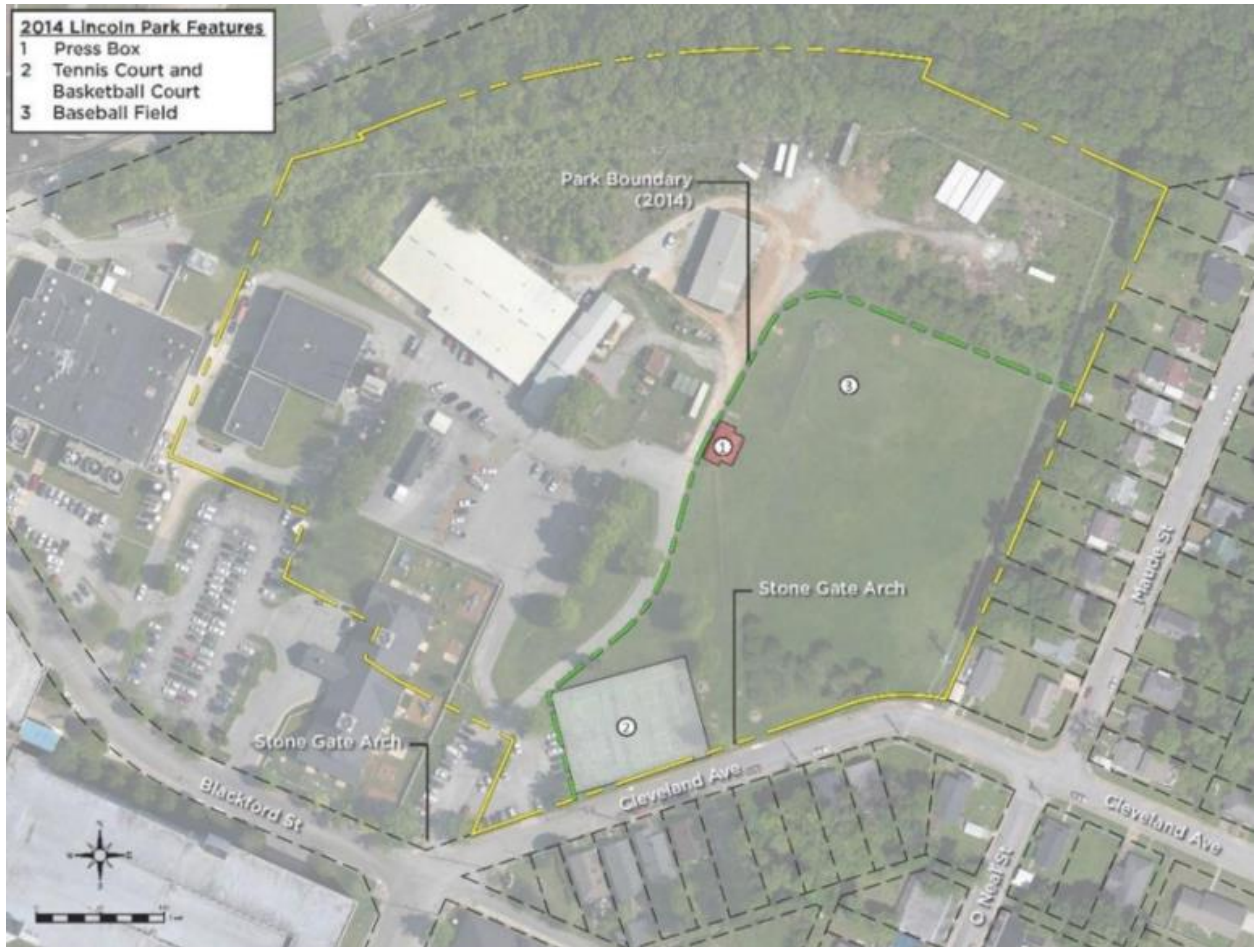 2014 Lincoln Park Features
1 Press Box
2 Tennis Court and
Basketball Court
3 Baseball Field
Park Boundary
(2014)
3
1
Stone Gate Arch
Maude St
2
Stone Gate Arch
Cleveland Ave
Blackford St
Cleveland Ave
O Neal St